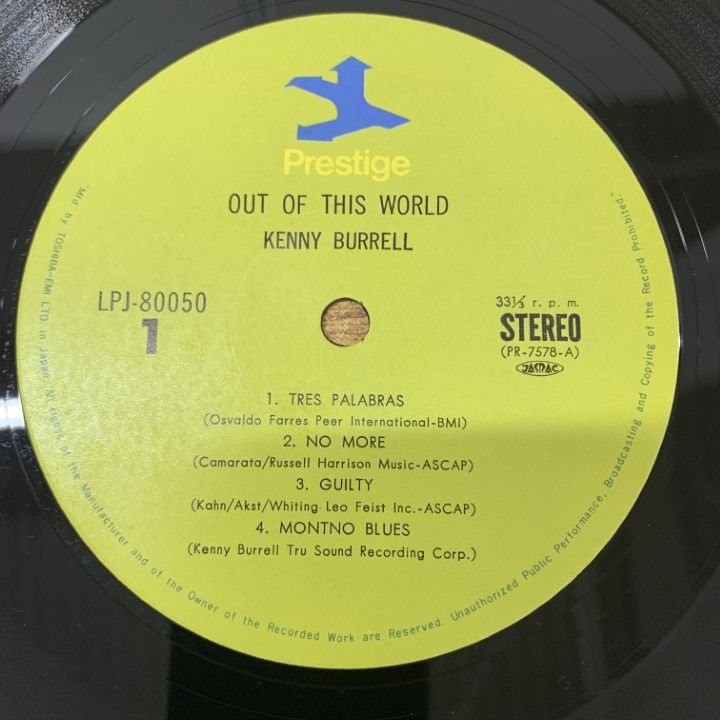 Prestige
OUT OF THIS WORLD
KENNY BURRELL
LPJ-80050
1
33⅓ r. p. m.
STEREO
(PR-7578-A)
JASRAC
1. TRES PALABRAS
(Osvaldo Farres Peer International-BMI)
2. NO MORE
(Camarata/Russell Harrison Music-ASCAP)
3. GUILTY
(Kahn/Akst/Whiting Leo Feist Inc.-ASCAP)
4. MONTNO BLUES
(Kenny Burrell Tru Sound Recording Corp.)
"Mfd by TOSHIBA-EMI LTD in Japan. All rights of the Manufacturer and of the Owner of the Recorded Work are Reserved. Unauthorized Public Performance, Broadcasting and Copying of the Record Prohibited."